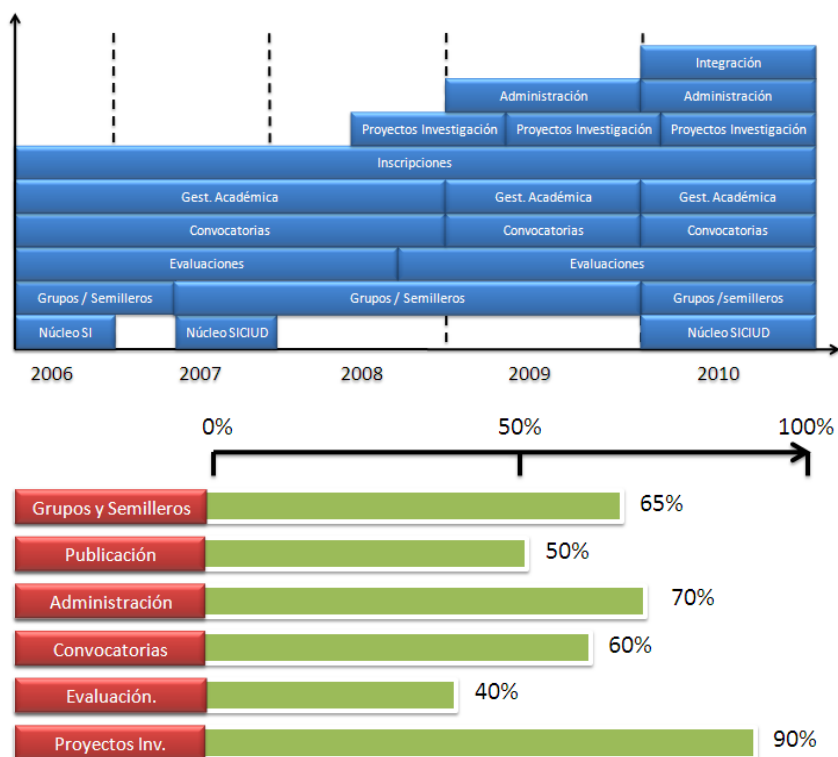 Integración
Administración Administración
Proyectos Investigación Proyectos Investigación Proyectos Investigación
Inscripciones
Gest. Académica Gest. Académica Gest. Académica
Convocatorias Convocatorias Convocatorias
Evaluaciones Evaluaciones
Grupos / Semilleros Grupos / Semilleros Grupos /semilleros
Núcleo SI Núcleo SICIUD Núcleo SICIUD
2006 2007 2008 2009 2010
0% 50% 100%
Grupos y Semilleros 65%
Publicación 50%
Administración 70%
Convocatorias 60%
Evaluación. 40%
Proyectos Inv. 90%